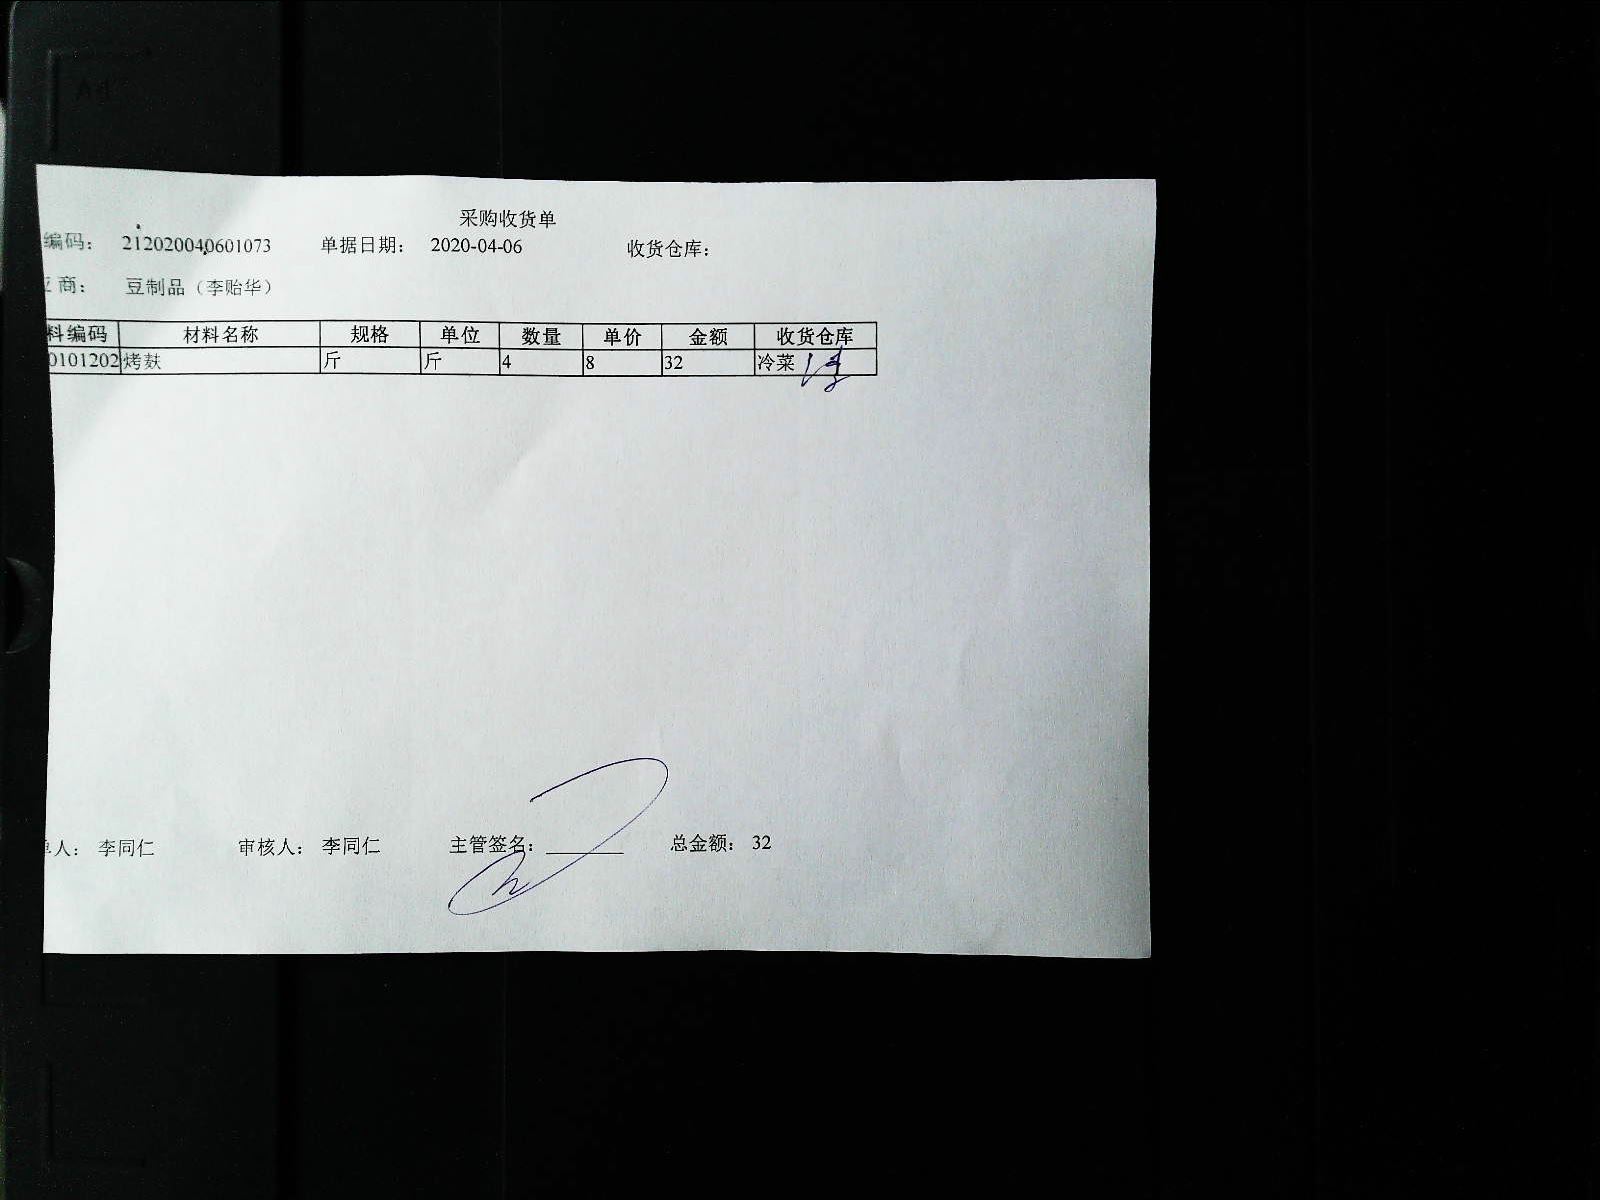 采购收货单
编码： 212020040601073 单据日期： 2020-04-06 收货仓库：
商： 豆制品（李贻华）
料编码 材料名称 规格 单位 数量 单价 金额 收货仓库
0101202 烤麸 斤 斤 4 8 32 冷菜
单人： 李同仁 审核人： 李同仁 主管签名：______ 总金额： 32